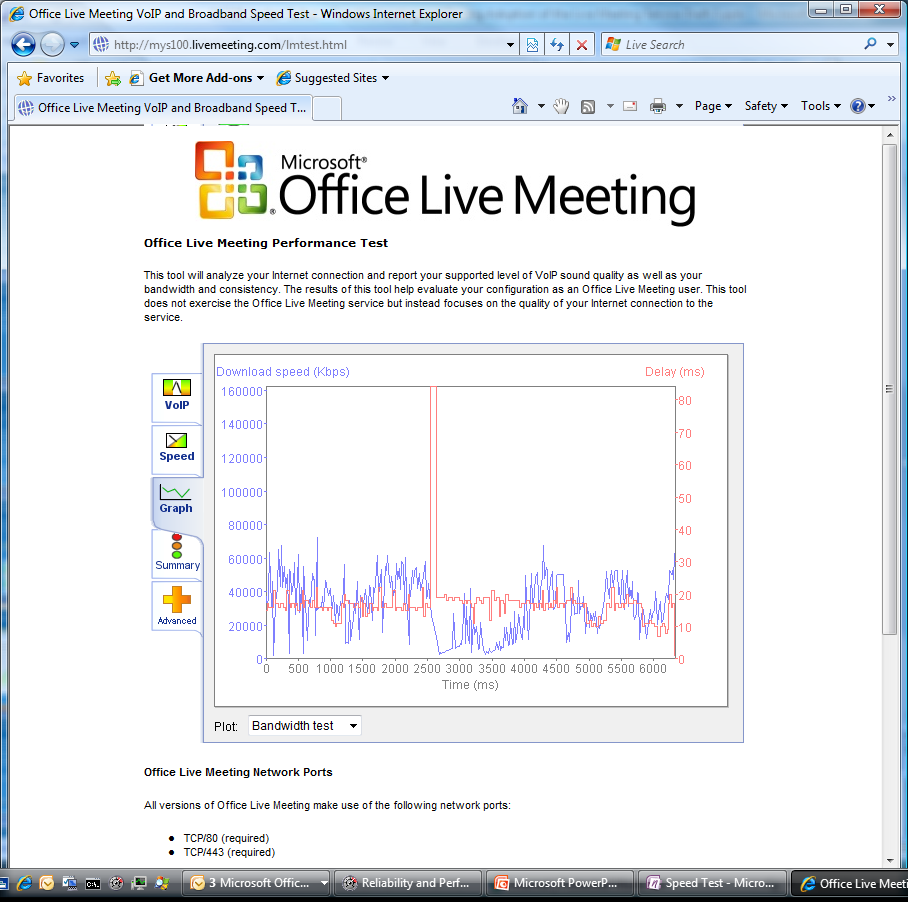 Office Live Meeting VoIP and Broadband Speed Test - Windows Internet Explorer
http://mys100.livemeeting.com/lmtest.html
Live Search
Favorites
Get More Add-ons
Suggested Sites
Office Live Meeting VoIP and Broadband Speed T...
Page
Safety
Tools
»
Microsoft®
Office Live Meeting
Office Live Meeting Performance Test
This tool will analyze your Internet connection and report your supported level of VoIP sound quality as well as your
bandwidth and consistency. The results of this tool help evaluate your configuration as an Office Live Meeting user. This tool
does not exercise the Office Live Meeting service but instead focuses on the quality of your Internet connection to the
service.
VoIP
Speed
Graph
Summary
Advanced
Download speed (Kbps)
Delay (ms)
160000
140000
120000
100000
80000
60000
40000
20000
0
80
70
60
50
40
30
20
10
0
0 500 1000 1500 2000 2500 3000 3500 4000 4500 5000 5500 6000
Time (ms)
Plot: Bandwidth test
Office Live Meeting Network Ports
All versions of Office Live Meeting make use of the following network ports:
• TCP/80 (required)
• TCP/443 (required)
3 Microsoft Offic...
Reliability and Perf...
Microsoft PowerP...
Speed Test - Micro...
Office Live Meeti